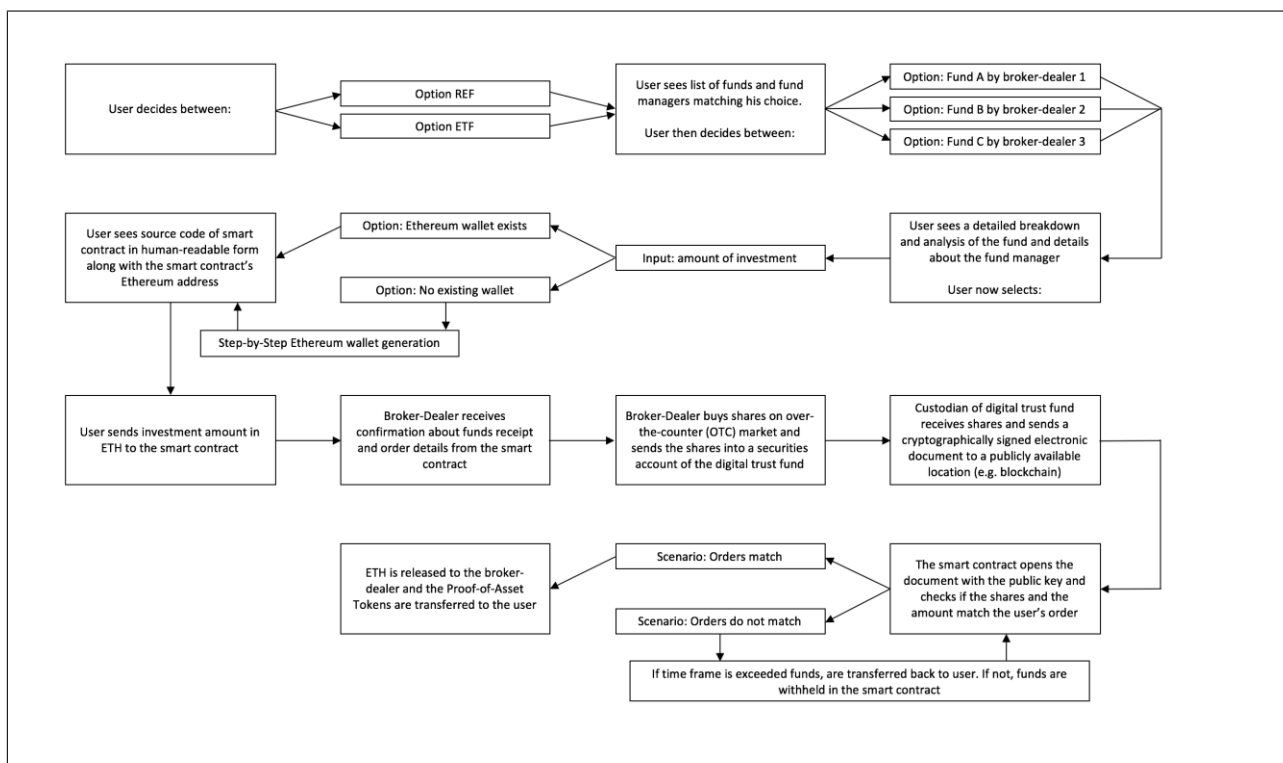 User decides between:
Option REF
Option ETF
User sees list of funds and fund
managers matching his choice.
User then decides between:
Option: Fund A by broker-dealer 1
Option: Fund B by broker-dealer 2
Option: Fund C by broker-dealer 3
User sees a detailed breakdown
and analysis of the fund and details
about the fund manager
User now selects:
Input: amount of investment
Option: Ethereum wallet exists
Option: No existing wallet
Step-by-Step Ethereum wallet generation
User sees source code of smart
contract in human-readable form
along with the smart contract's
Ethereum address
User sends investment amount in
ETH to the smart contract
Broker-Dealer receives
confirmation about funds receipt
and order details from the smart
contract
Broker-Dealer buys shares on over-
the-counter (OTC) market and
sends the shares into a securities
account of the digital trust fund
Custodian of digital trust fund
receives shares and sends a
cryptographically signed electronic
document to a publicly available
location (e.g. blockchain)
The smart contract opens the
document with the public key and
checks if the shares and the
amount match the user's order
Scenario: Orders match
Scenario: Orders do not match
If time frame is exceeded funds, are transferred back to user. If not, funds are
withheld in the smart contract
ETH is released to the broker-
dealer and the Proof-of-Asset
Tokens are transferred to the user